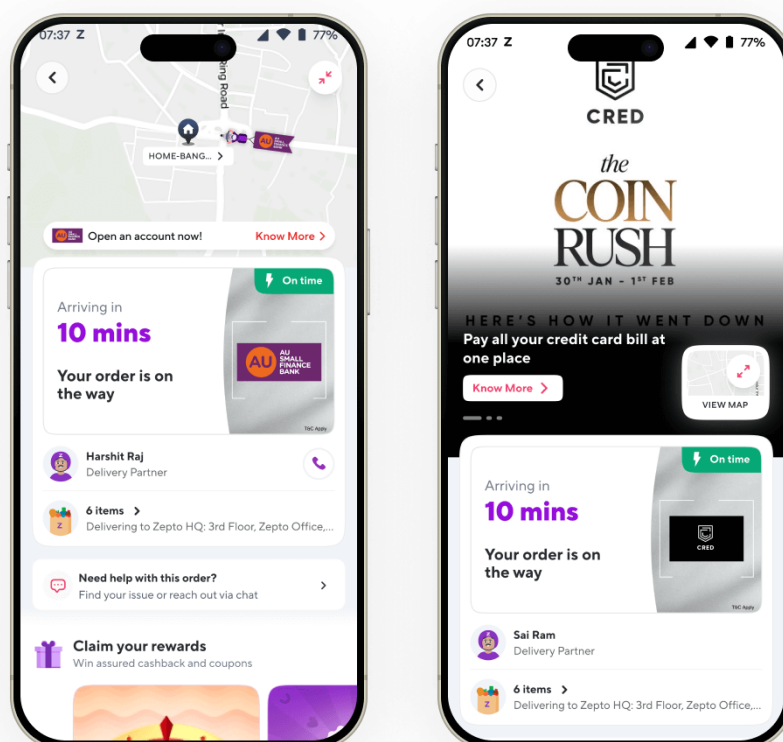 07:37 Z
77%
Ring Road
HOME-BANG... >
AU SMALL FINANCE BANK
Open an account now!
Know More >
On time
Arriving in
10 mins
Your order is on
the way
AU
SMALL
FINANCE
BANK
T&C Apply
Harshit Raj
Delivery Partner
6 items >
Delivering to Zepto HQ: 3rd Floor, Zepto Office,...
Need help with this order?
Find your issue or reach out via chat
Claim your rewards
Win assured cashback and coupons
07:37 Z
77%
CRED
the
COIN
RUSH
30TH JAN - 1ST FEB
HERE'S HOW IT WENT DOWN
Pay all your credit card bill at
one place
Know More >
VIEW MAP
On time
Arriving in
10 mins
Your order is on
the way
CRED
T&C Apply
Sai Ram
Delivery Partner
6 items >
Delivering to Zepto HQ: 3rd Floor, Zepto Office,...